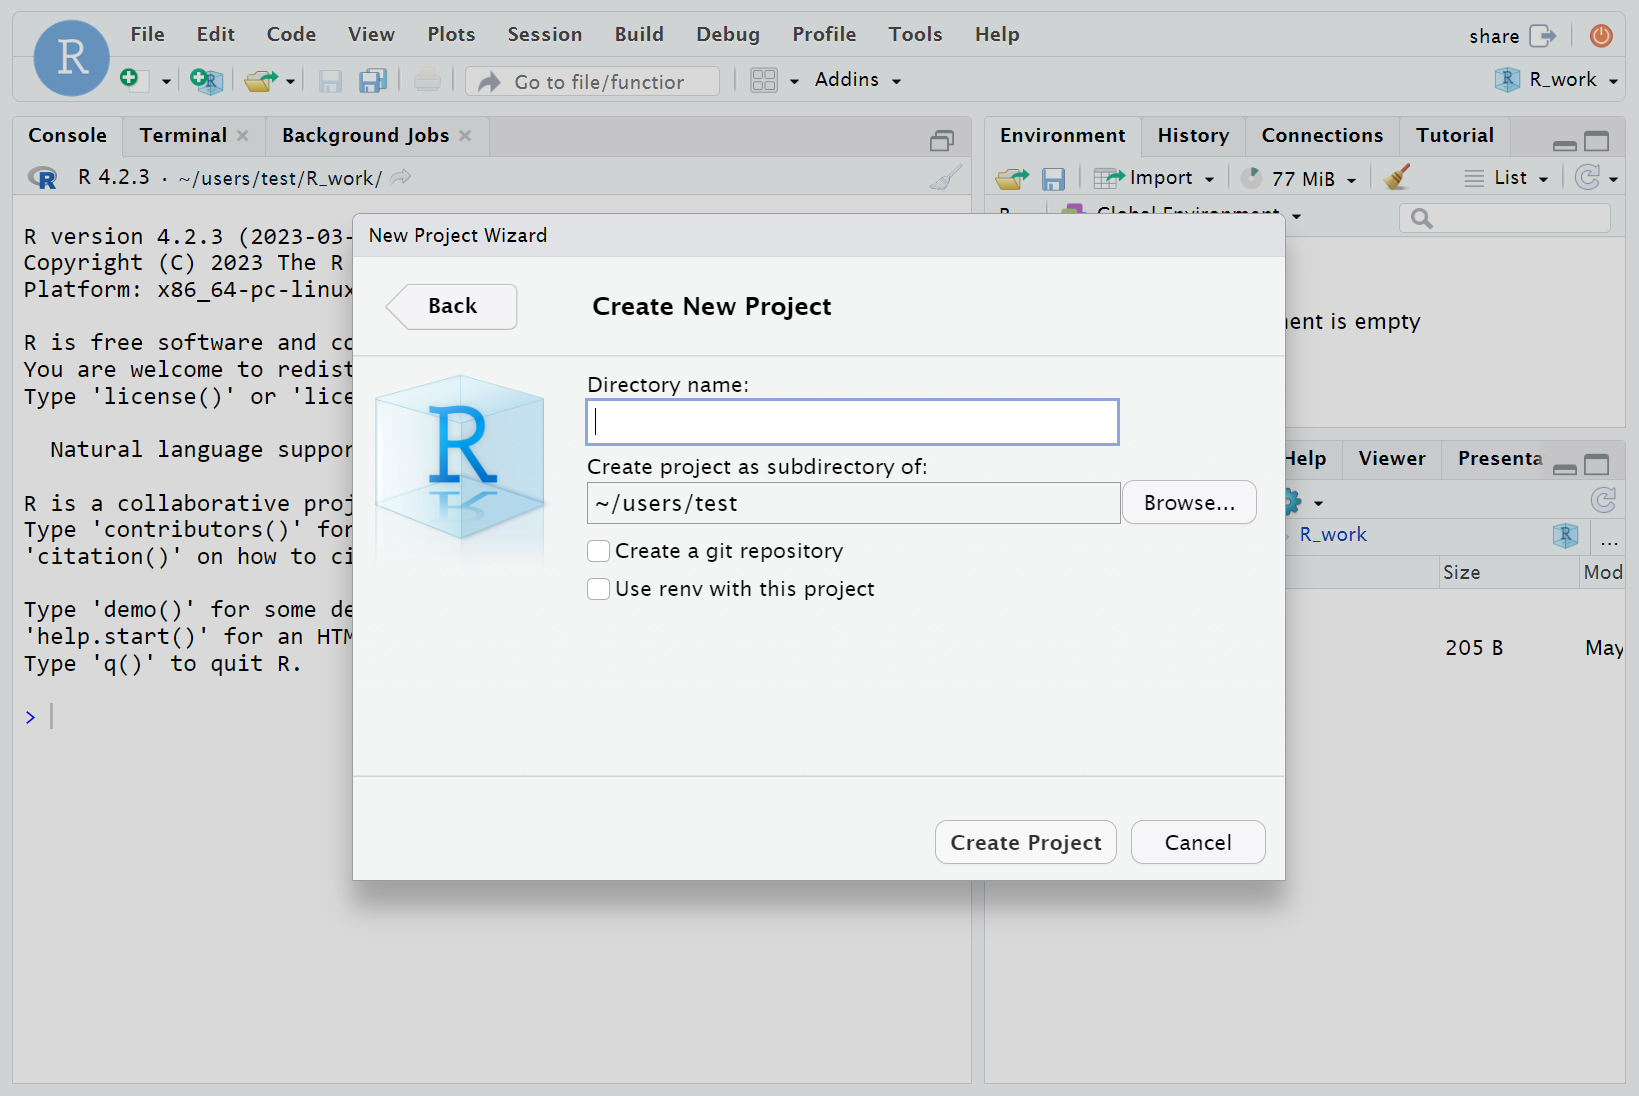 R
File Edit Code View Plots Session Build Debug Profile Tools Help
share
Go to file/function
Addins
R_work
Console Terminal Background Jobs
R 4.2.3 · ~/users/test/R_work/
R version 4.2.3 (2023-03-
Copyright (C) 2023 The R
Platform: x86_64-pc-linux
R is free software and co
You are welcome to redist
Type 'license()' or 'lice
Natural language suppor
R is a collaborative proj
Type 'contributors()' for
'citation()' on how to ci
Type 'demo()' for some de
'help.start()' for an HTM
Type 'q()' to quit R.
>
Environment History Connections Tutorial
Import 77 MiB List
R Global Environment
is empty
Help Viewer Presenta
R_work ...
Size Mod
205 B May
New Project Wizard
Back
Create New Project
R
Directory name:
Create project as subdirectory of:
~/users/test
Browse...
Create a git repository
Use renv with this project
Create Project Cancel